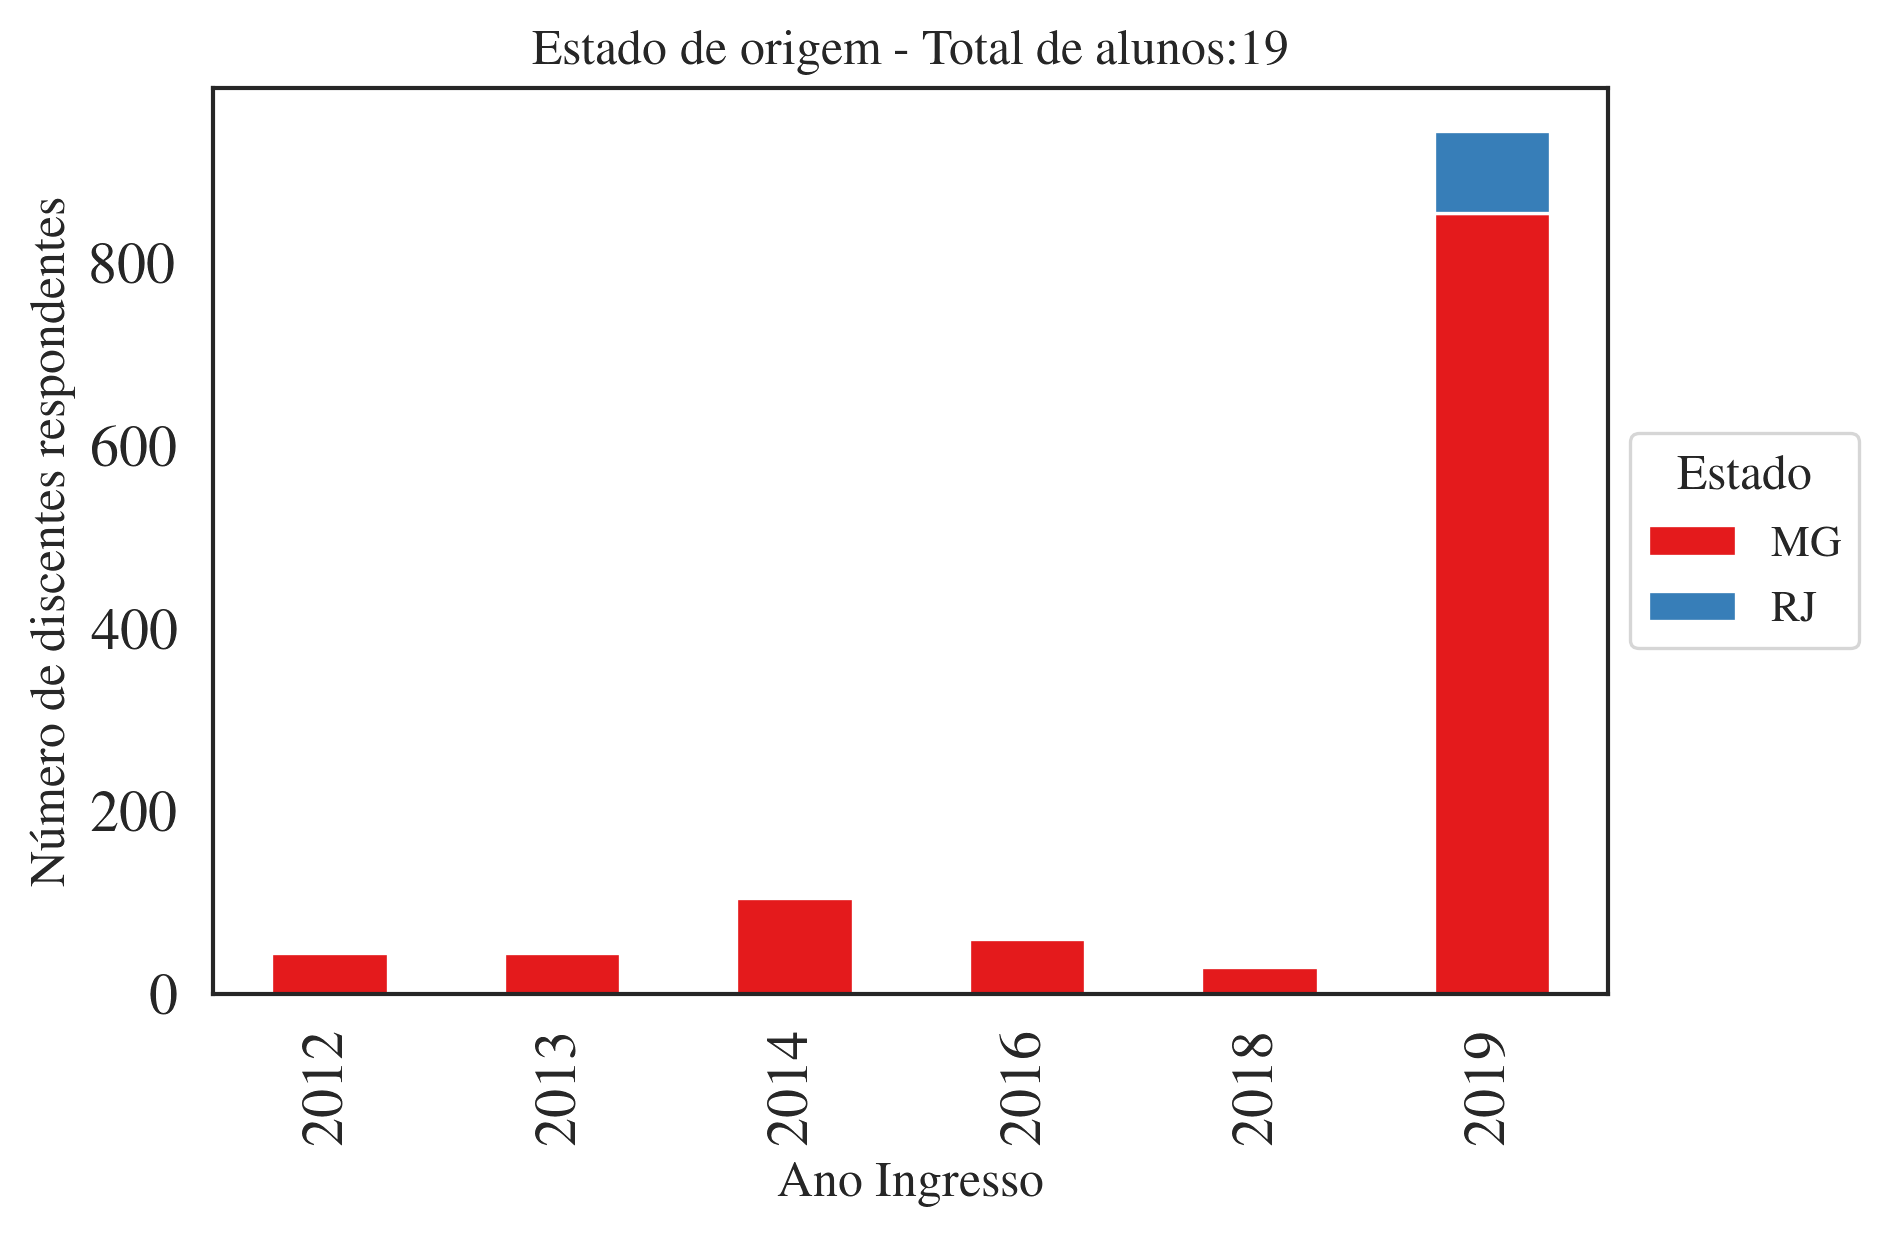 Estado de origem - Total de alunos:19
Número de discentes respondentes
800
600
400
200
0
2012
2013
2014
2016
2018
2019
Ano Ingresso
Estado
MG
RJ